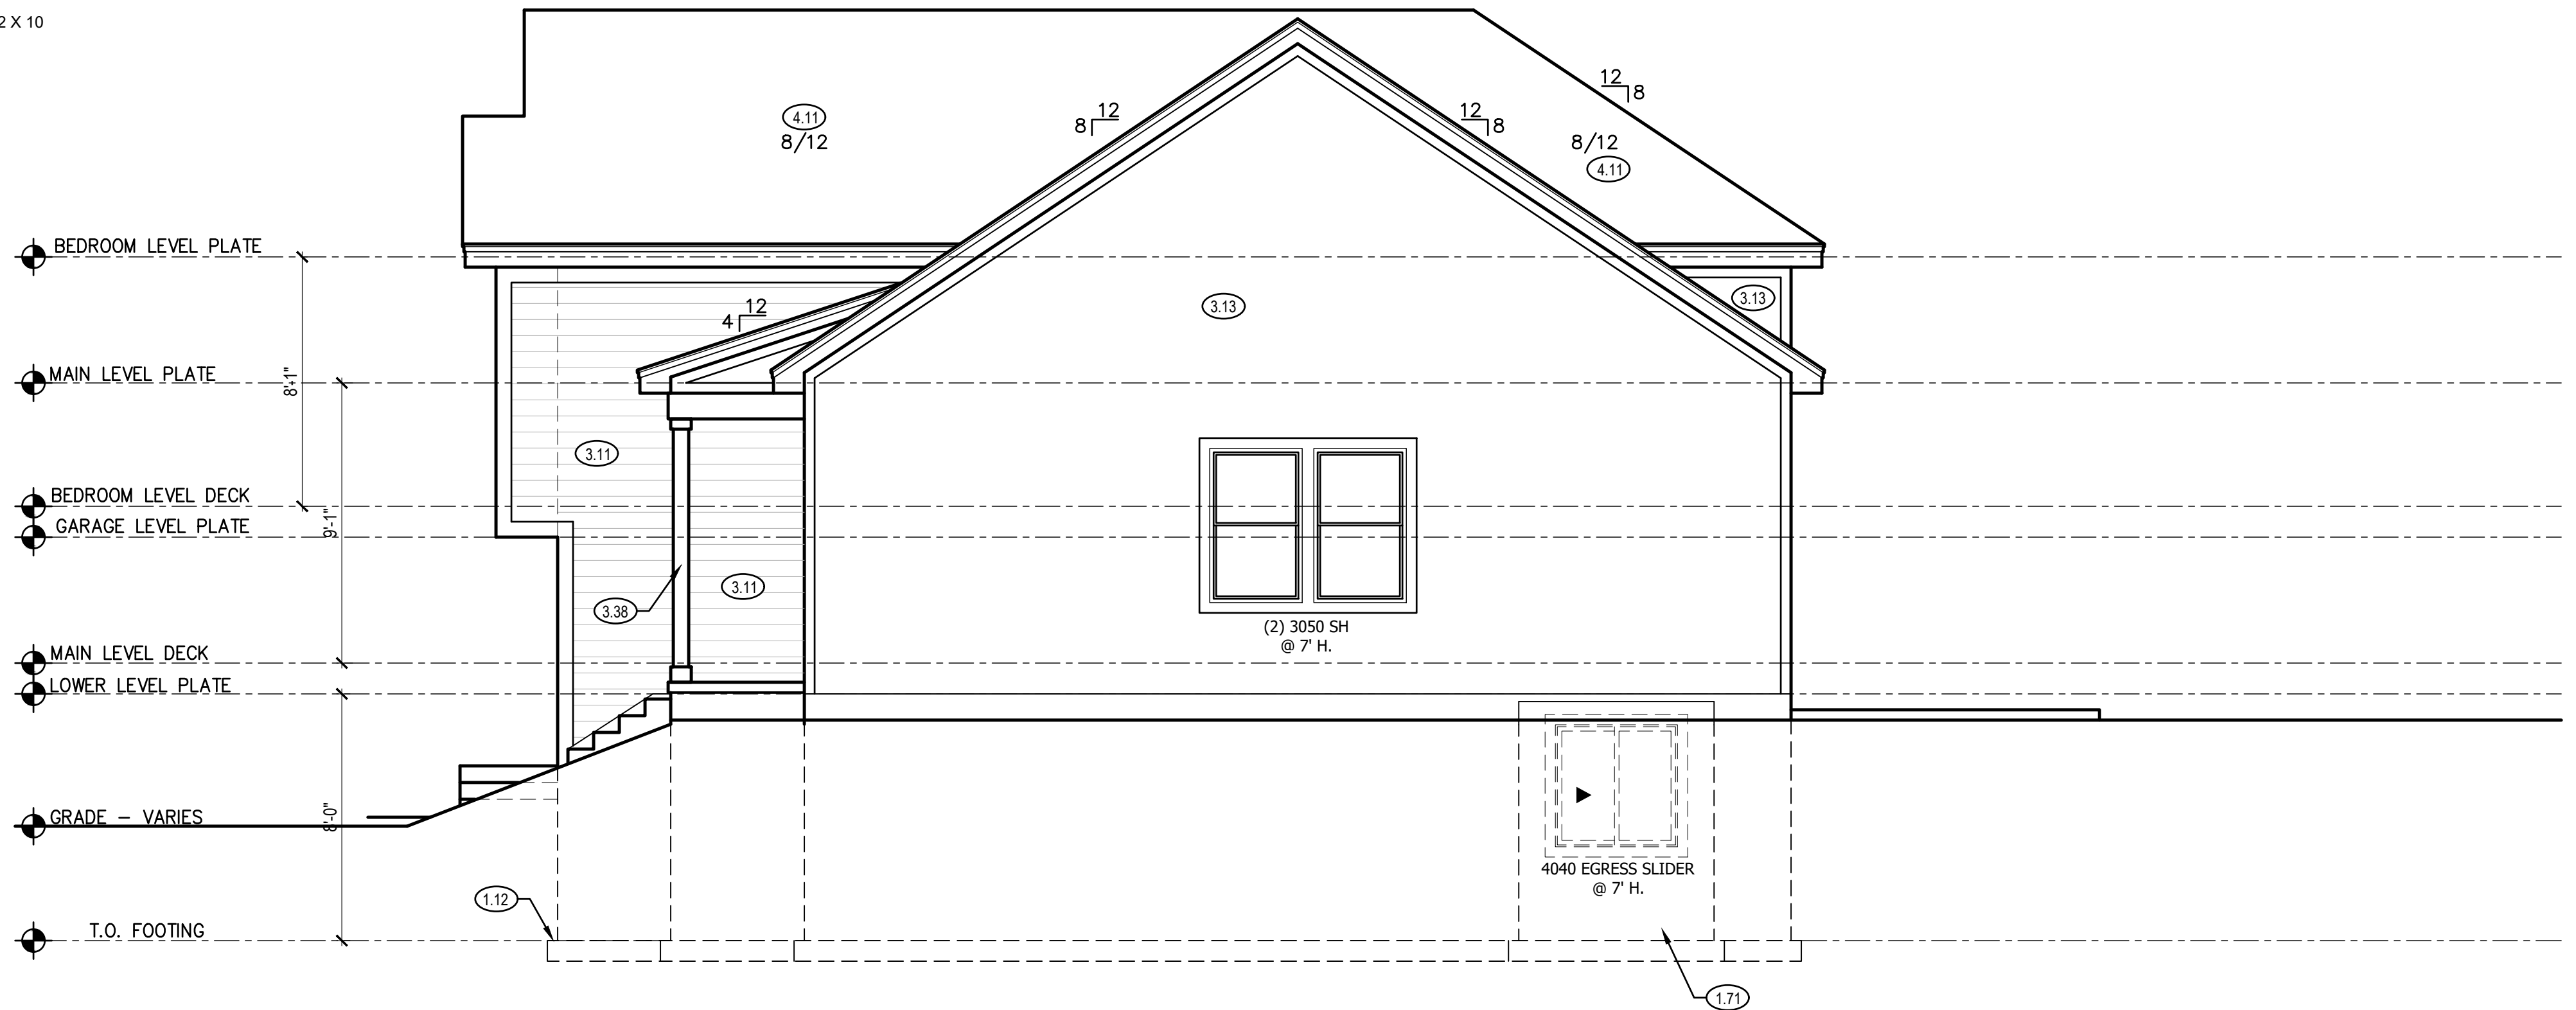 2 X 10
12
8
4.11
8/12
12
8
12
8
8/12
4.11
BEDROOM LEVEL PLATE
3.13
3.13
12
4
MAIN LEVEL PLATE
8'-1"
3.11
BEDROOM LEVEL DECK
GARAGE LEVEL PLATE
9'-1"
3.11
3.38
(2) 3050 SH
@ 7' H.
MAIN LEVEL DECK
LOWER LEVEL PLATE
GRADE – VARIES
8'-0"
4040 EGRESS SLIDER
@ 7' H.
1.12
T.O. FOOTING
1.71